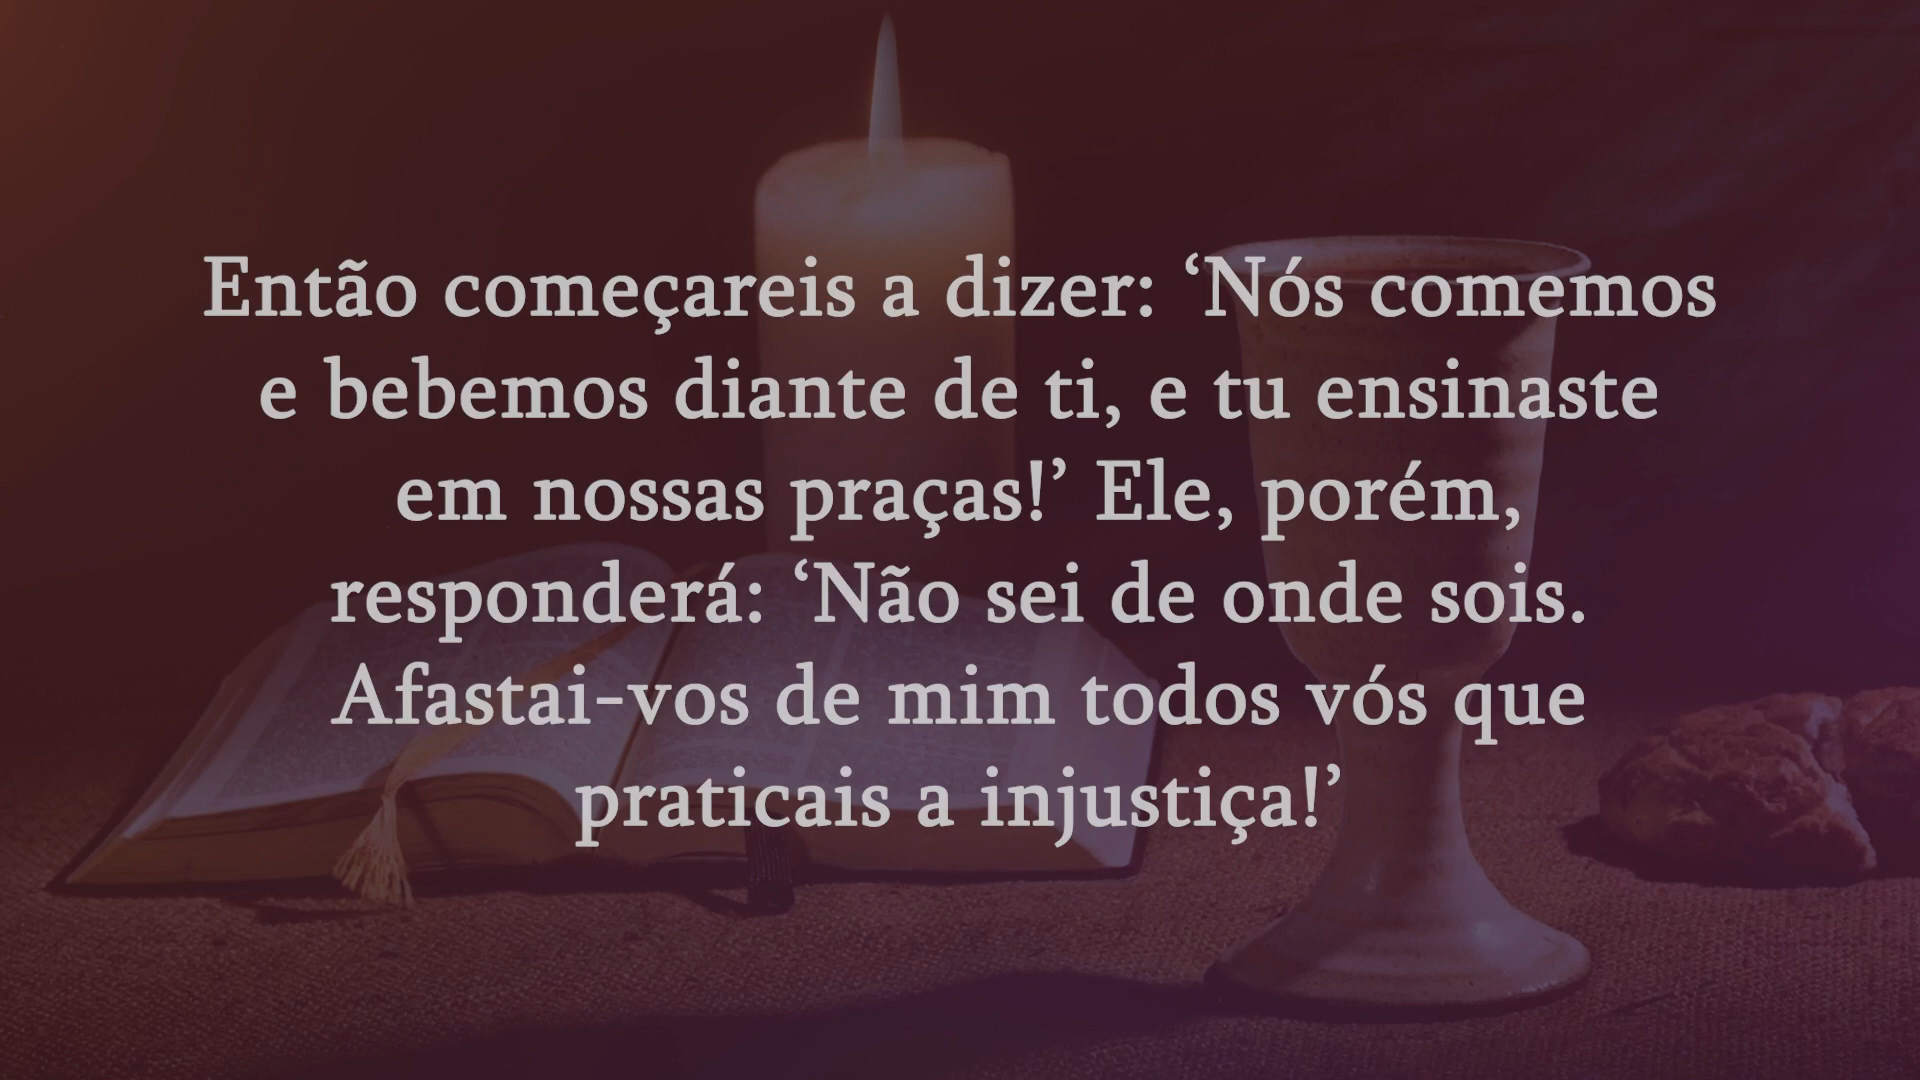 Então começareis a dizer: ‘Nós comemos
e bebemos diante de ti, e tu ensinaste
em nossas praças!’ Ele, porém,
responderá: ‘Não sei de onde sois.
Afastai-vos de mim todos vós que
praticais a injustiça!’